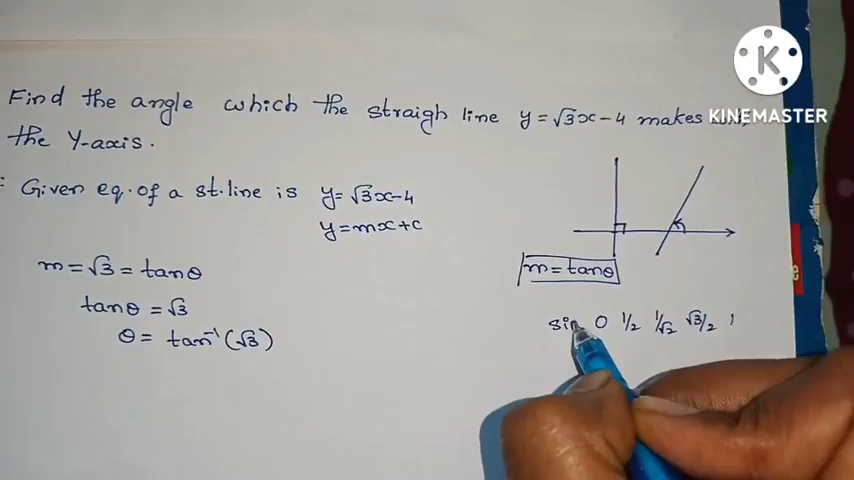 Find the angle which the straigh line y = √3x - 4 makes
the Y-axis.
: Given eq. of a st. line is y = √3x - 4
y = mx + c
m = √3 = tanθ
tanθ = √3
θ = tan⁻¹(√3)
m = tanθ
sin 0 1/2 1/√2 √3/2 1
K
KINEMASTER